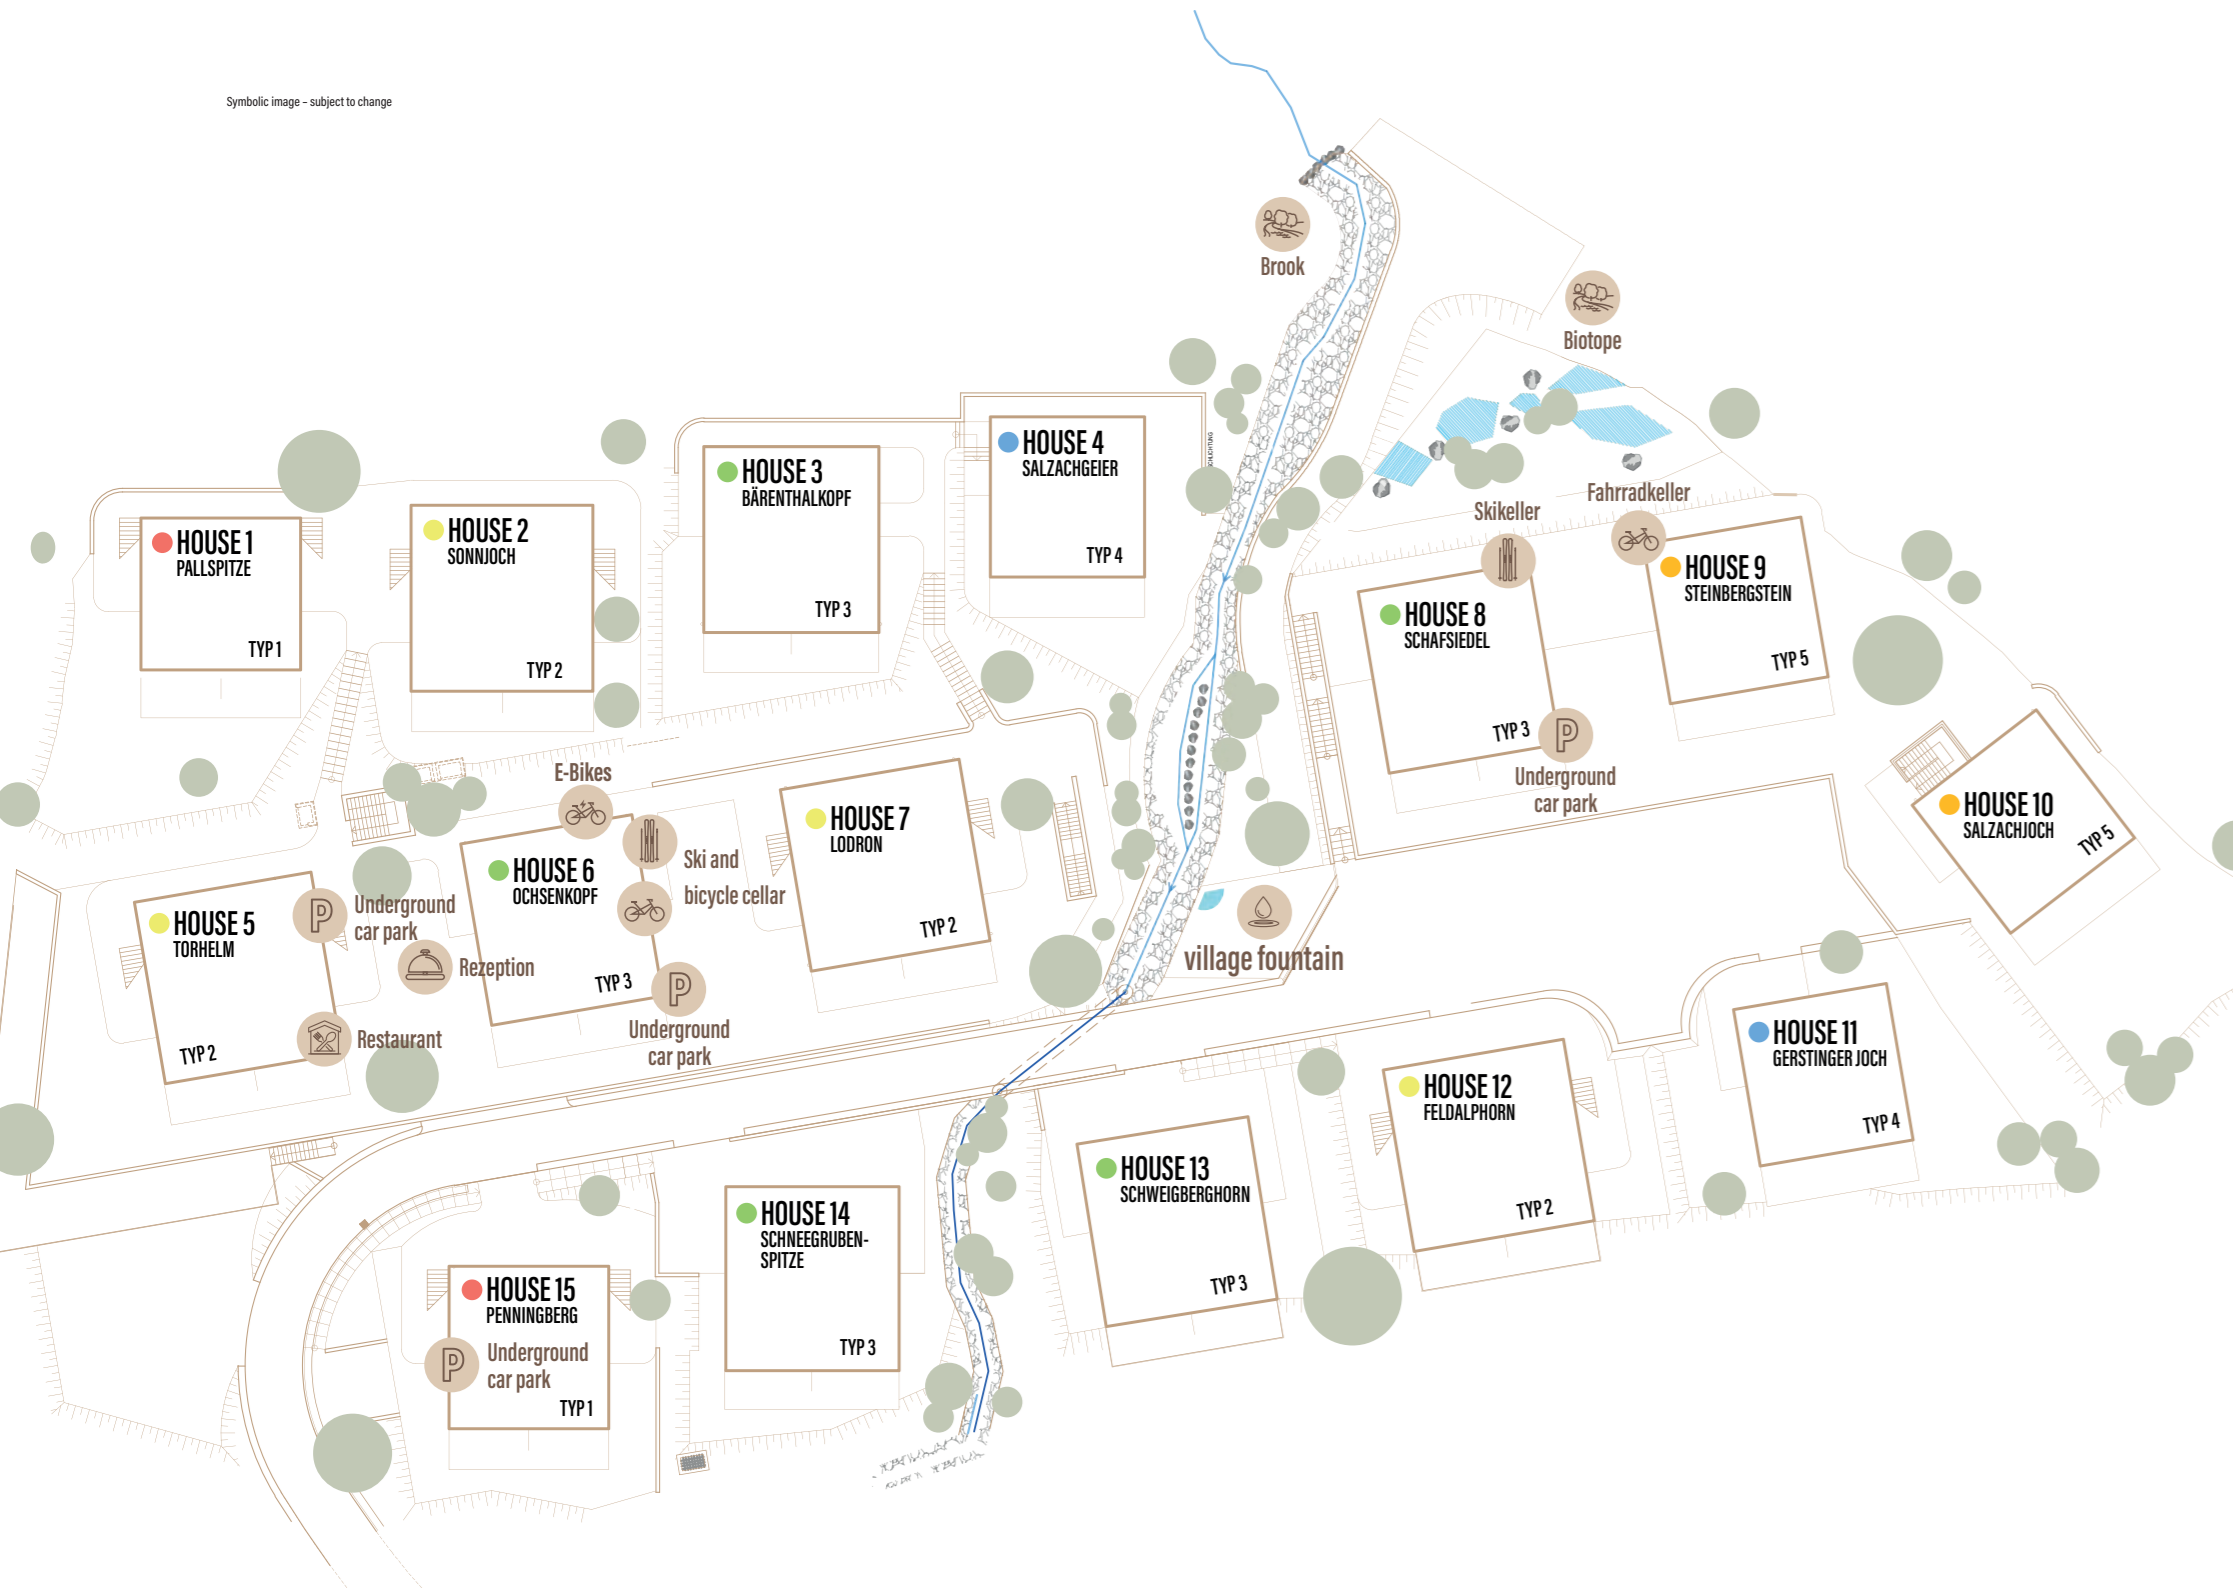 Symbolic image – subject to change
Brook
Biotope
HOUSE 1
PALLSPITZE
TYP 1
HOUSE 2
SONNJOCH
TYP 2
HOUSE 3
BÄRENTHALKOPF
TYP 3
HOUSE 4
SALZACHGEIER
TYP 4
Skikeller
Fahrradkeller
HOUSE 8
SCHAFSIEDEL
TYP 3
Underground
car park
HOUSE 9
STEINBERGSTEIN
TYP 5
HOUSE 10
SALZACHJOCH
TYP 5
E-Bikes
HOUSE 5
TORHELM
TYP 2
Underground
car park
Rezeption
Restaurant
HOUSE 6
OCHSENKOPF
TYP 3
Ski and
bicycle cellar
Underground
car park
HOUSE 7
LODRON
TYP 2
village fountain
HOUSE 11
GERSTINGER JOCH
TYP 4
HOUSE 12
FELDALPHORN
TYP 2
HOUSE 13
SCHWEIGBERGHORN
TYP 3
HOUSE 14
SCHNEEGRUBEN-
SPITZE
TYP 3
HOUSE 15
PENNINGBERG
Underground
car park
TYP 1
P
P
P
P